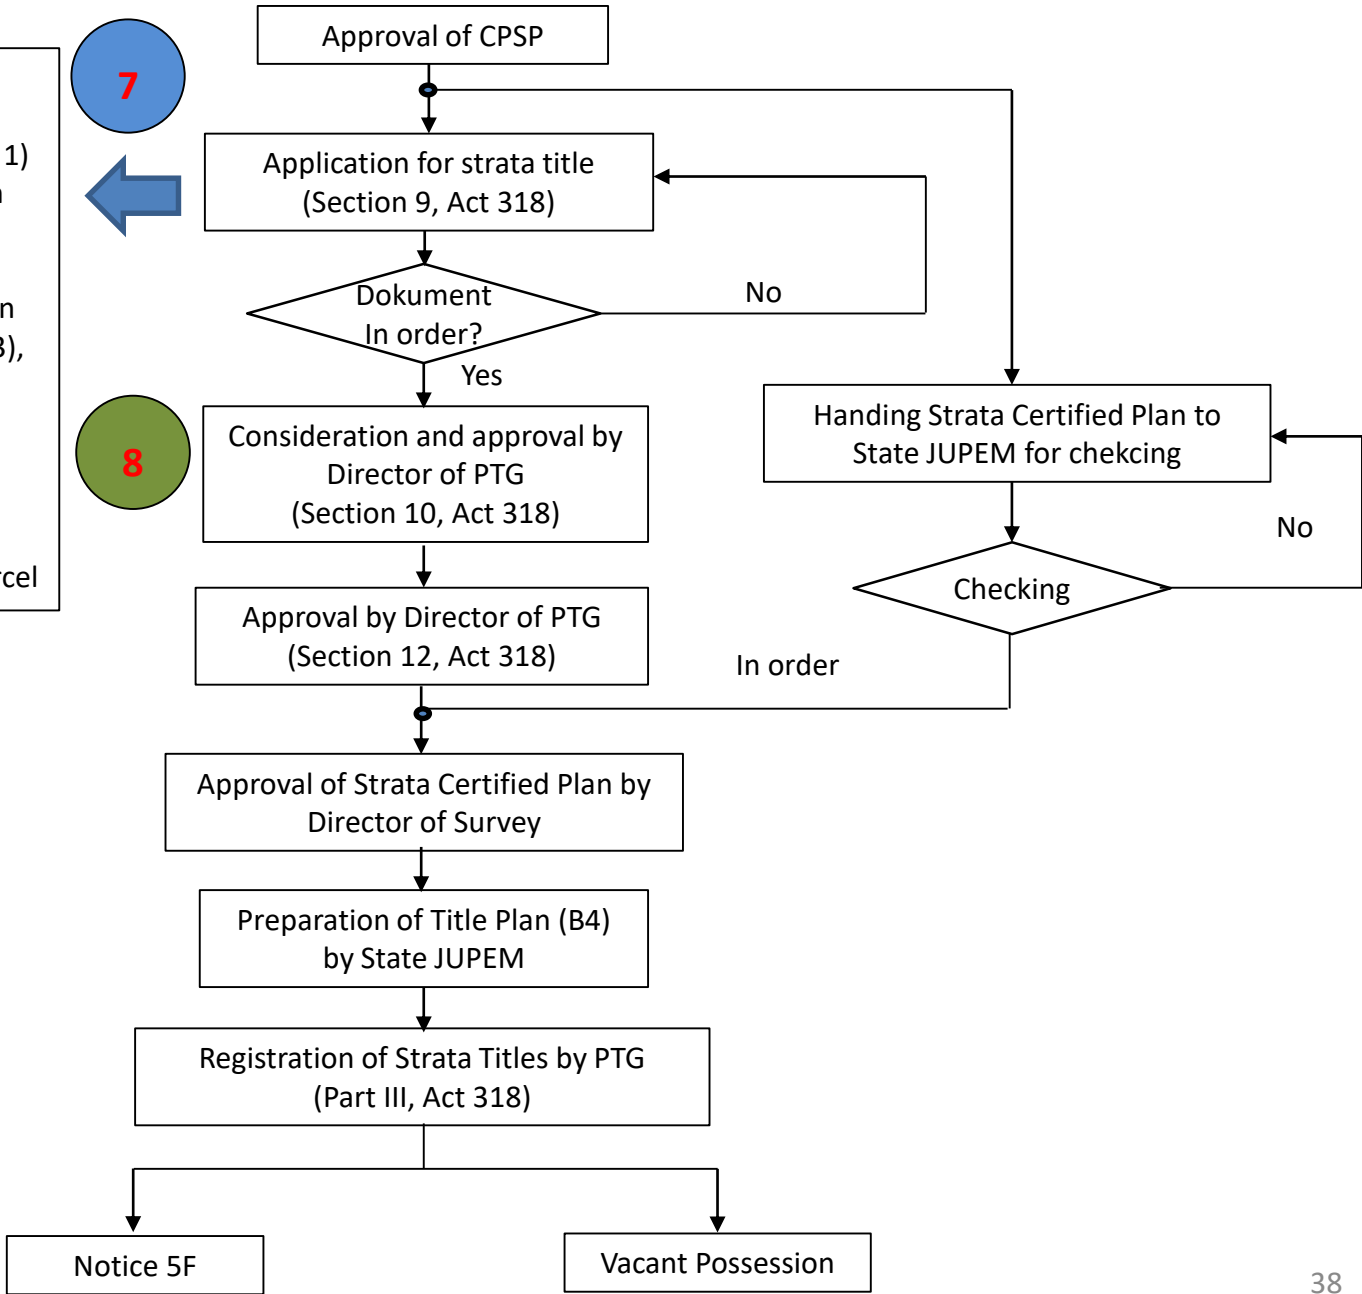 Approval of CPSP
7
1)
Application for strata title
(Section 9, Act 318)
Dokument
In order?
No
Yes
3),
8
Consideration and approval by
Director of PTG
(Section 10, Act 318)
Handing Strata Certified Plan to
State JUPEM for chekcing
No
Checking
Approval by Director of PTG
(Section 12, Act 318)
In order
Approval of Strata Certified Plan by
Director of Survey
Preparation of Title Plan (B4)
by State JUPEM
Registration of Strata Titles by PTG
(Part III, Act 318)
Notice 5F
Vacant Possession
38